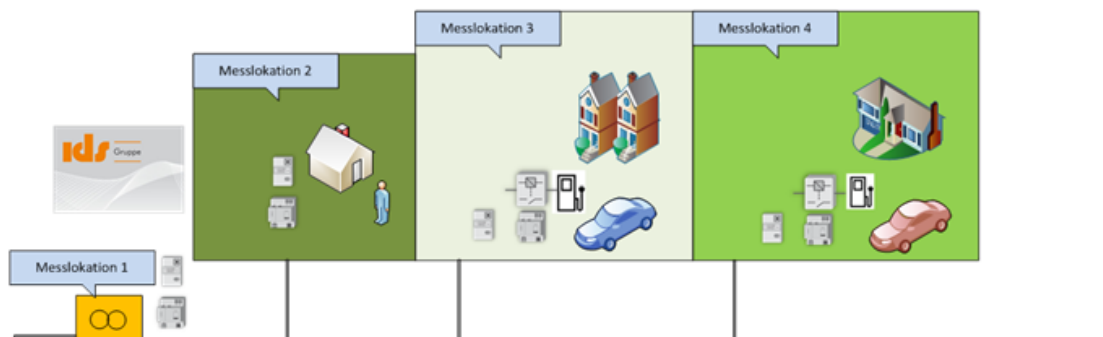 Messlokation 3
Messlokation 4
Messlokation 2
ids
Gruppe
Messlokation 1